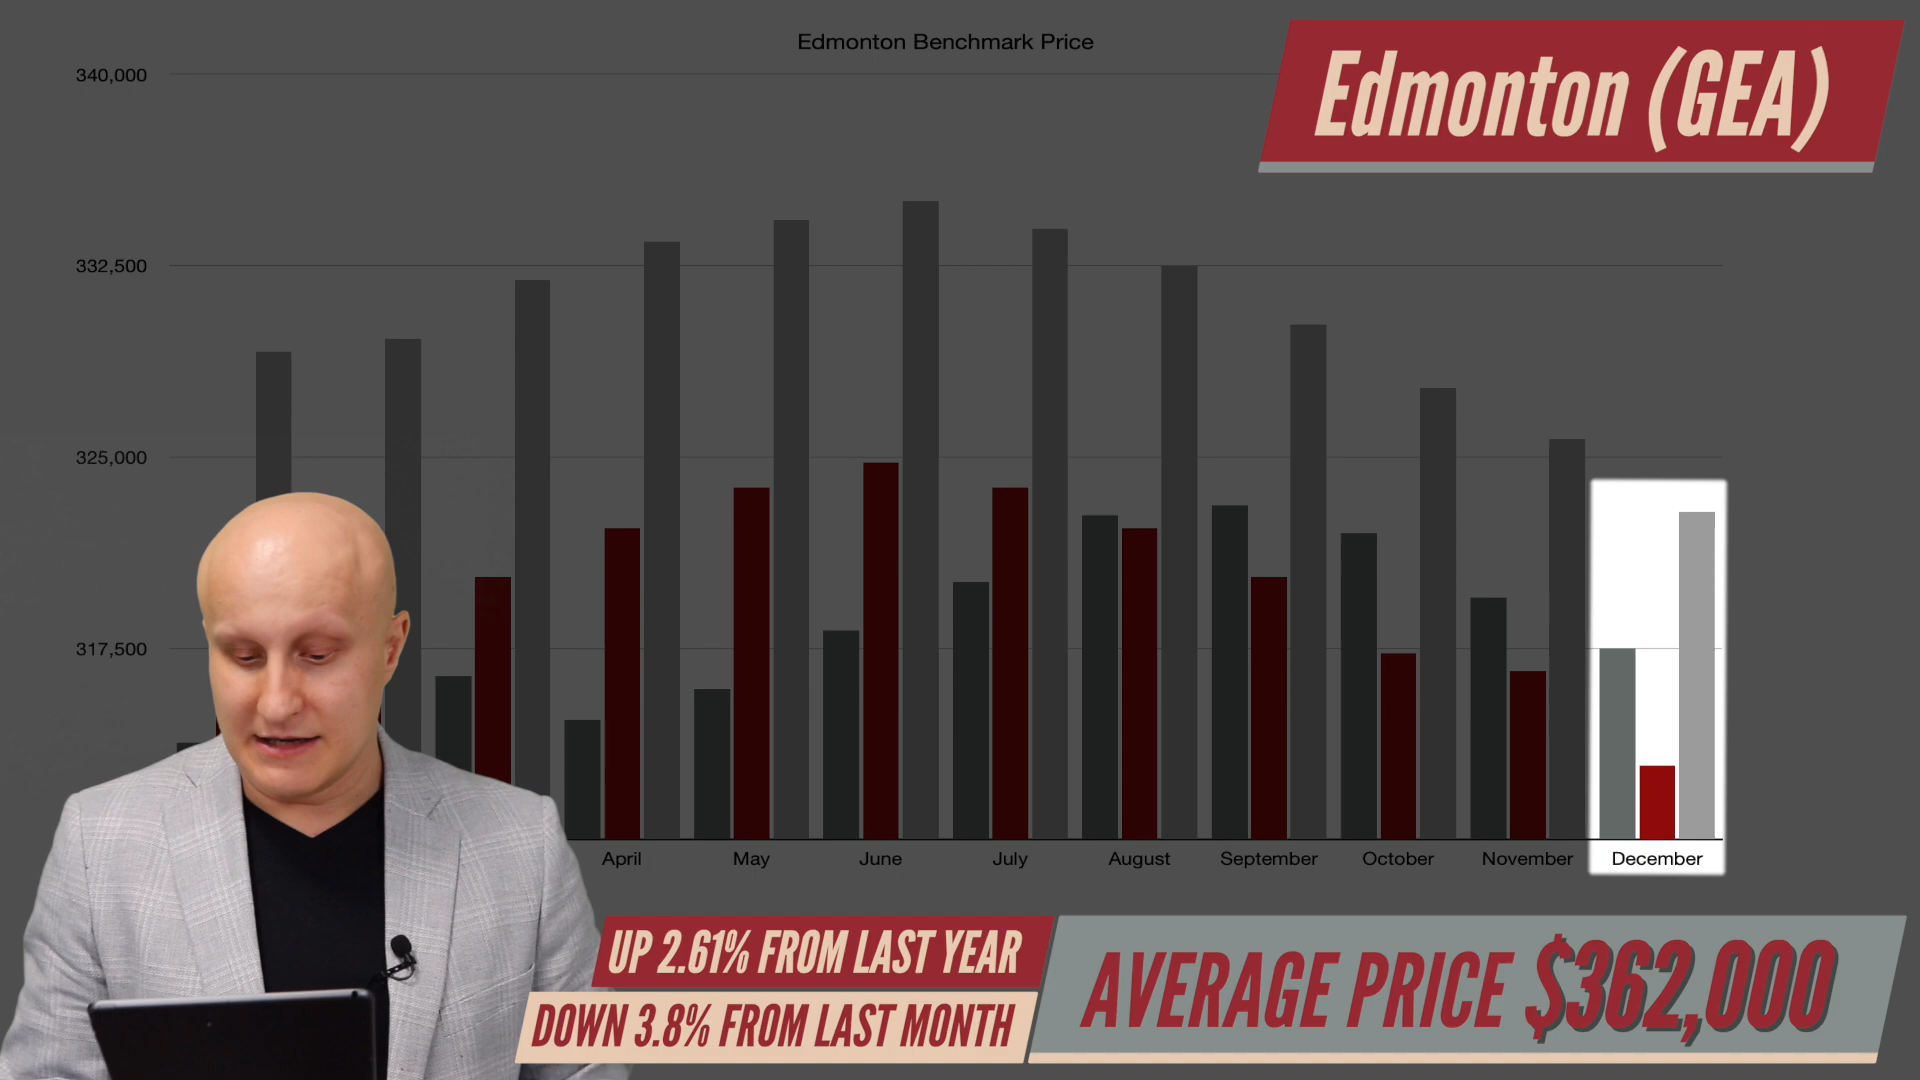 Edmonton Benchmark Price
Edmonton (GEA)
340,000
332,500
325,000
317,500
April
May
June
July
August
September
October
November
December
UP 2.61% FROM LAST YEAR
DOWN 3.8% FROM LAST MONTH
AVERAGE PRICE $362,000